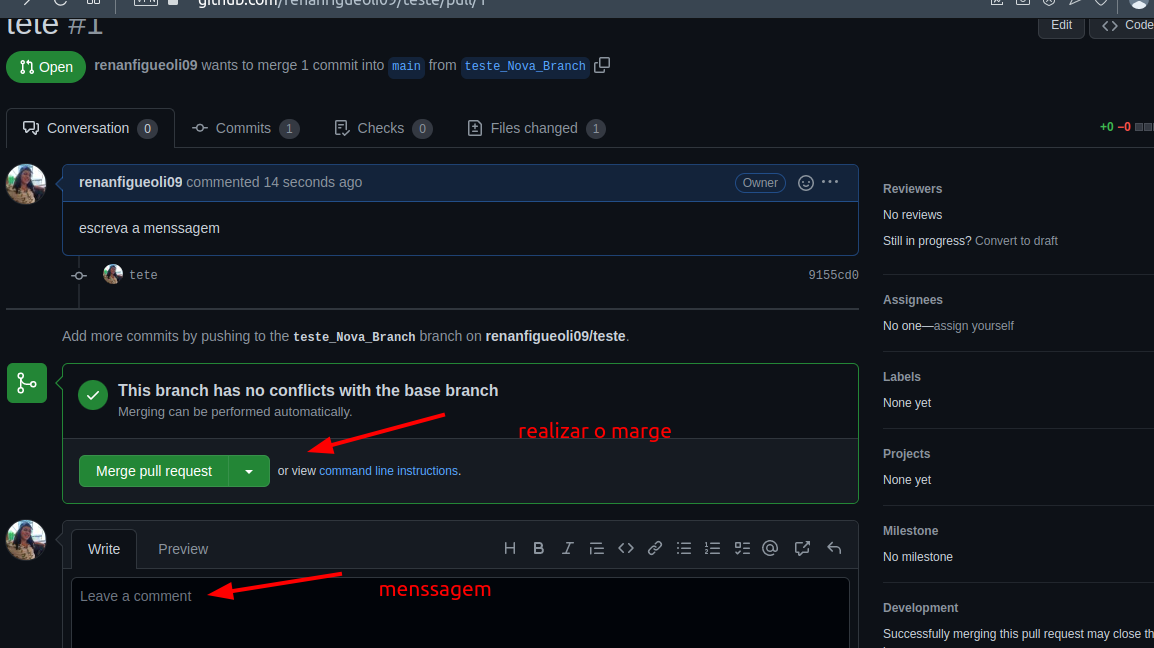 github.com/renanfigueoli09/teste/pull/1
VPN
tete #1
Edit
Code
Open
renanfigueoli09 wants to merge 1 commit into main from teste_Nova_Branch
Conversation 0
Commits 1
Checks 0
Files changed 1
+0 −0
renanfigueoli09 commented 14 seconds ago
Owner
escreva a menssagem
tete
9155cd0
Add more commits by pushing to the teste_Nova_Branch branch on renanfigueoli09/teste.
This branch has no conflicts with the base branch
Merging can be performed automatically.
realizar o marge
Merge pull request
or view command line instructions.
Write
Preview
Leave a comment
menssagem
Reviewers
No reviews
Still in progress? Convert to draft
Assignees
No one—assign yourself
Labels
None yet
Projects
None yet
Milestone
No milestone
Development
Successfully merging this pull request may close th